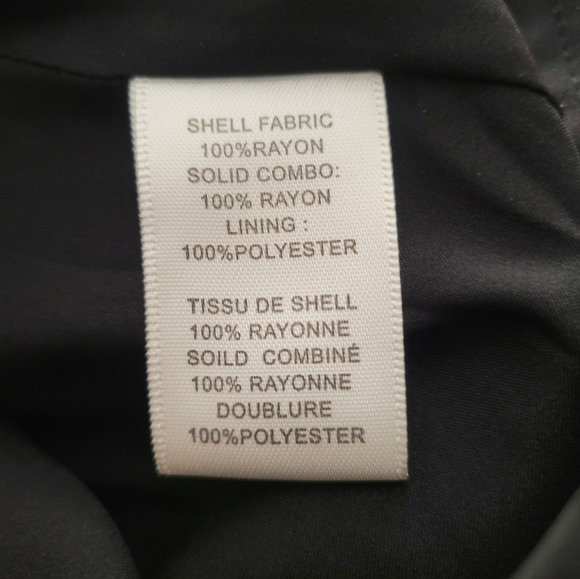 SHELL FABRIC
100%RAYON
SOLID COMBO:
100% RAYON
LINING :
100%POLYESTER
TISSU DE SHELL
100% RAYONNE
SOILD COMBINÉ
100% RAYONNE
DOUBLURE
100%POLYESTER